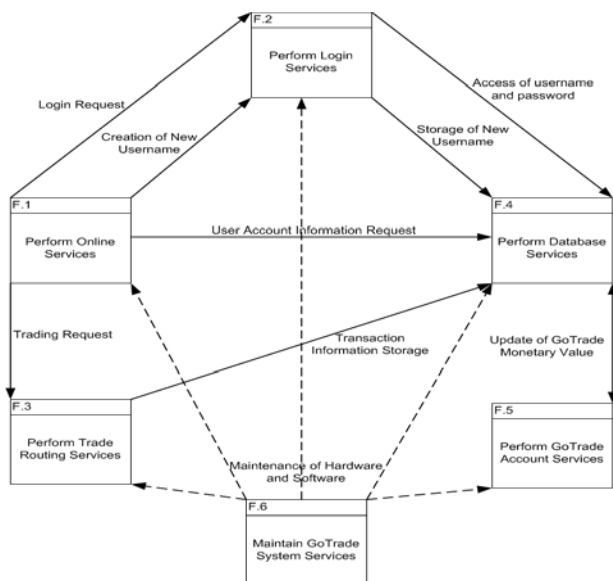 F.2
Perform Login
Services
Login Request
Access of username
and password
Creation of New
Username
Storage of New
Username
F.1
Perform Online
Services
User Account Information Request
F.4
Perform Database
Services
Trading Request
Transaction
Information Storage
Update of GoTrade
Monetary Value
F.3
Perform Trade
Routing Services
F.5
Perform GoTrade
Account Services
Maintenance of Hardware
and Software
F.6
Maintain GoTrade
System Services